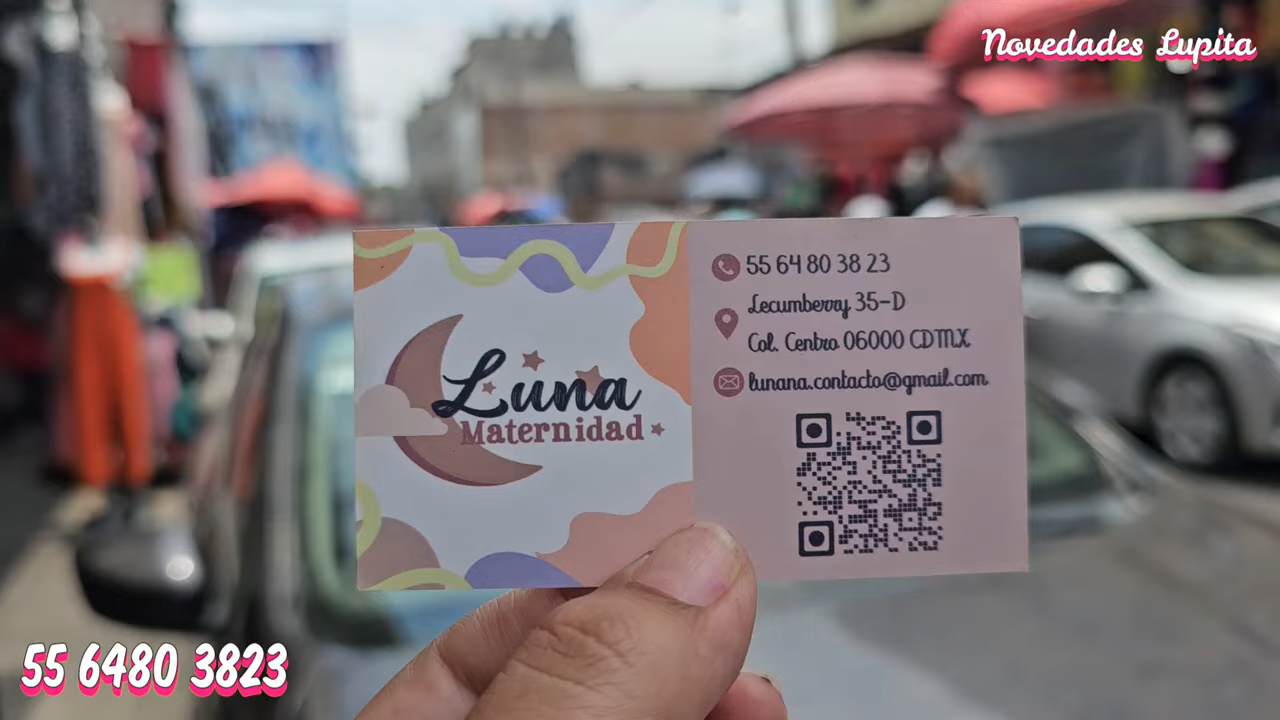 Novedades Lupita
Luna
Maternidad
55 64 80 38 23
Lecumberry 35-D
Col. Centro 06000 CDMX
lunana.contacto@gmail.com
55 6480 3823